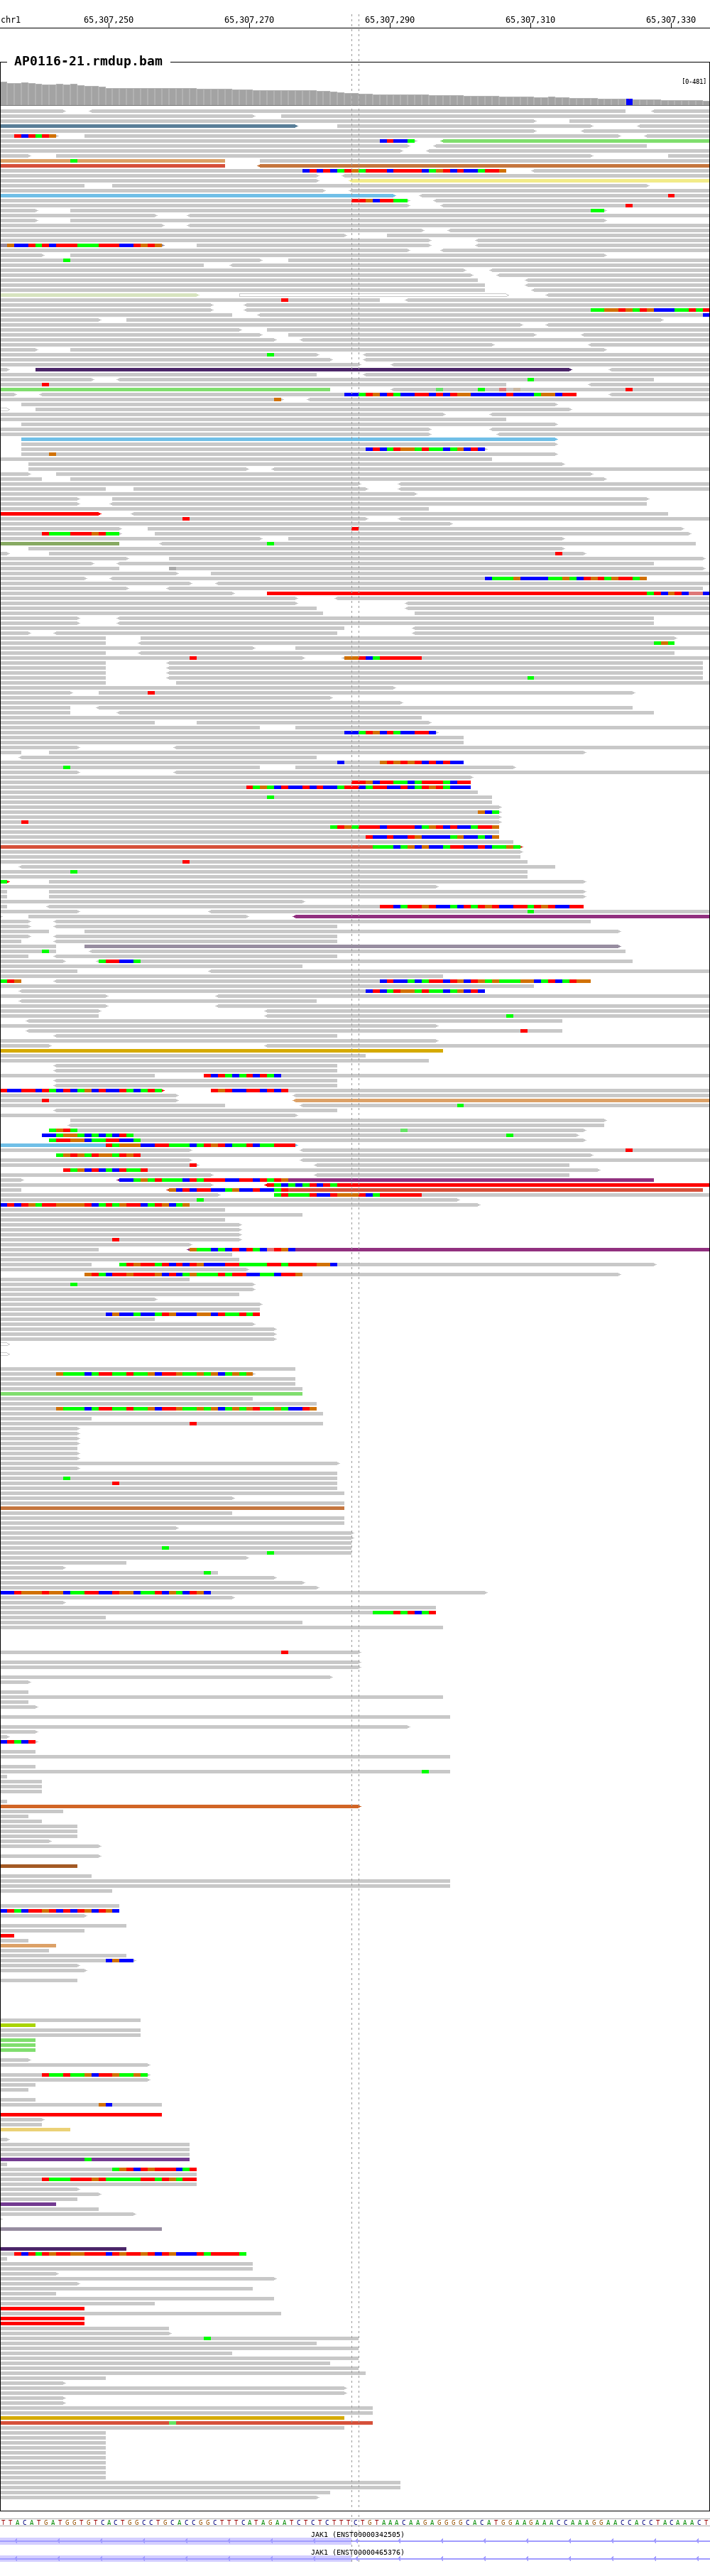 chr1 65,307,250 65,307,270 65,307,290 65,307,310 65,307,330
AP0116-21.rmdup.bam
[0-481]
TTACATGATGGTGTCACTGGCCTGCACCGGCTTTCATAGAATCTCTCTTTCTGTAAACAAGAGGGGCACATGGAAGAAACCAAAGGAACCACCTACAAACT
JAK1 (ENST00000342505)
JAK1 (ENST00000465376)